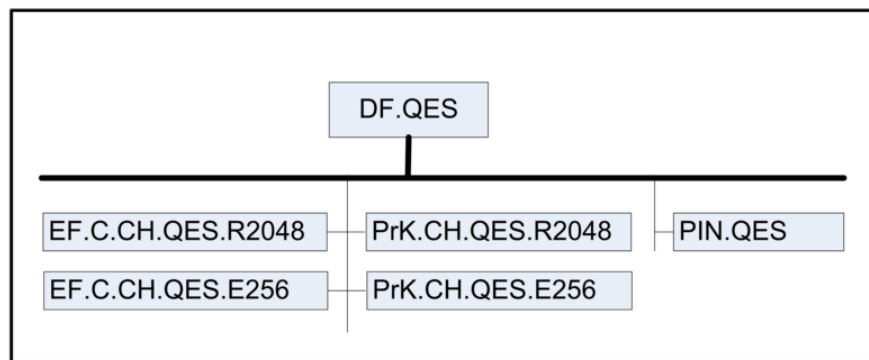 DF.QES
EF.C.CH.QES.R2048
PrK.CH.QES.R2048
PIN.QES
EF.C.CH.QES.E256
PrK.CH.QES.E256